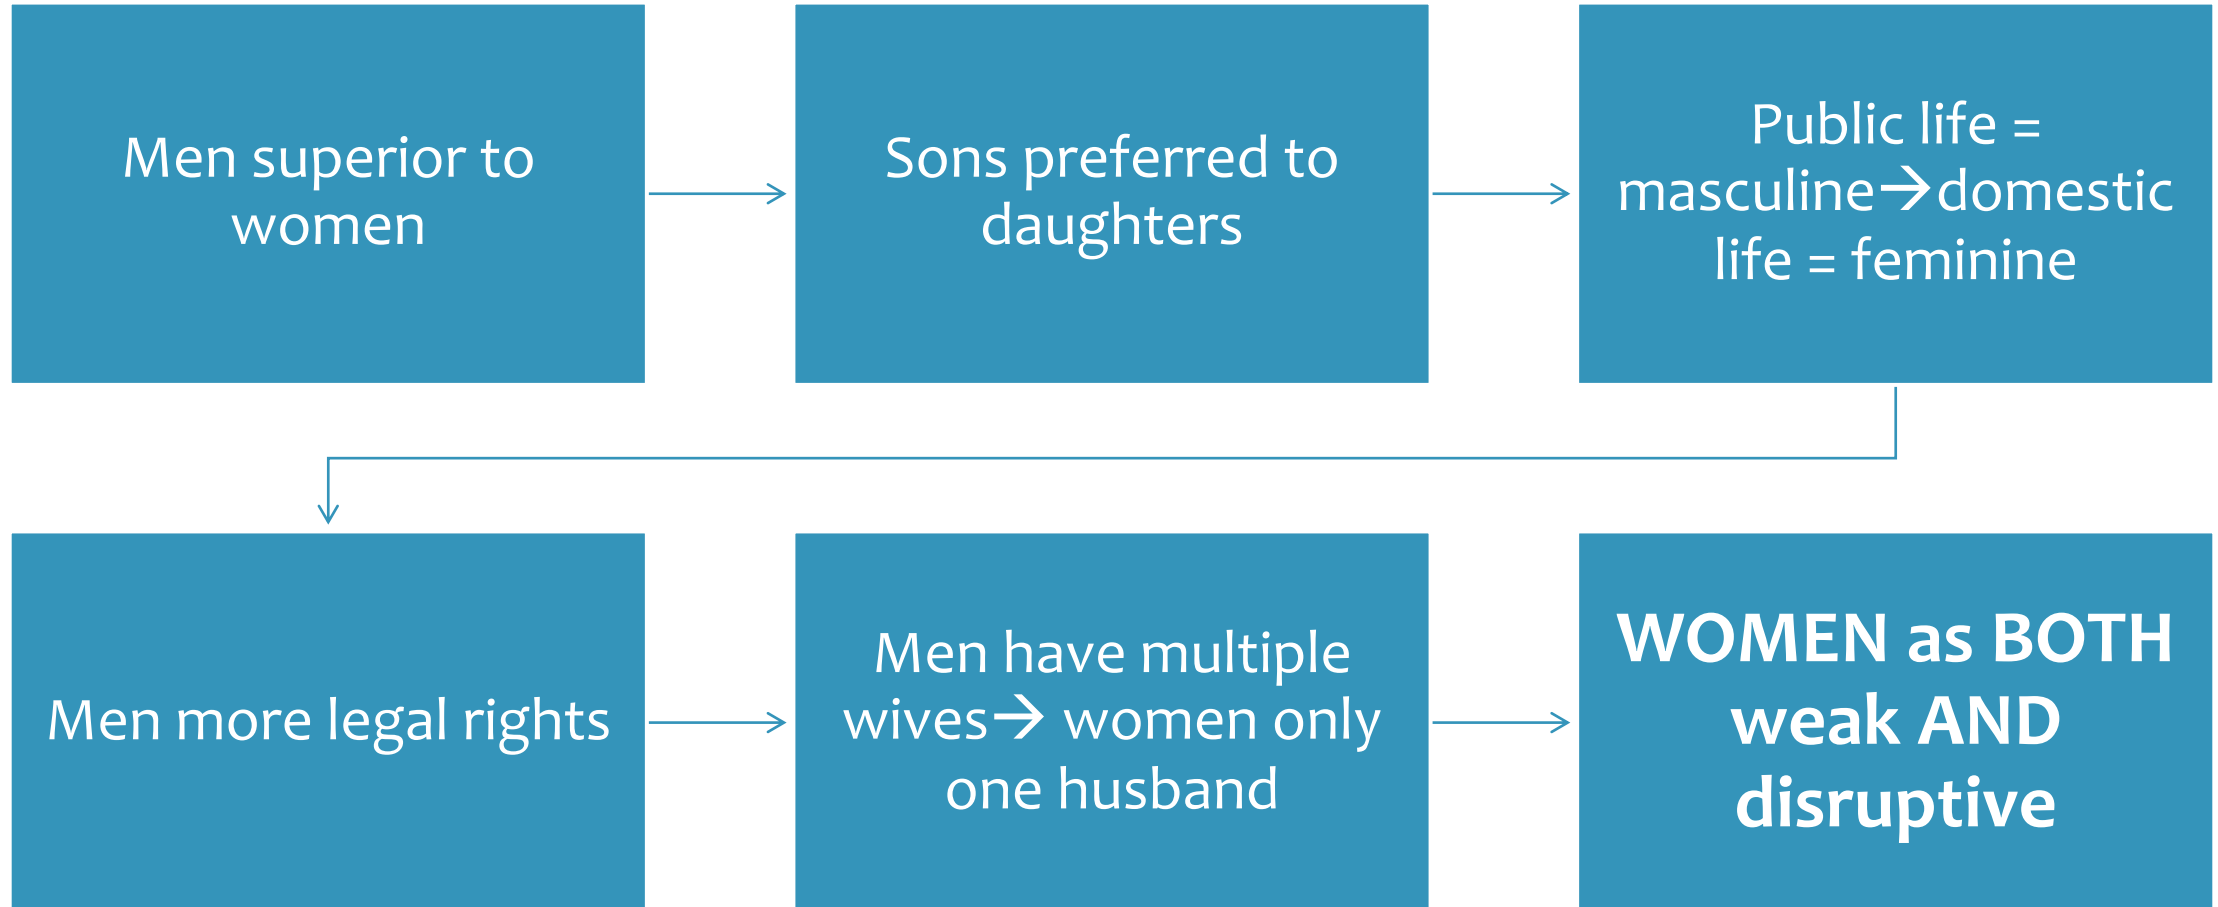 Men superior to
women
Sons preferred to
daughters
Public life =
masculine→domestic
life = feminine
Men more legal rights
Men have multiple
wives→ women only
one husband
WOMEN as BOTH
weak AND
disruptive